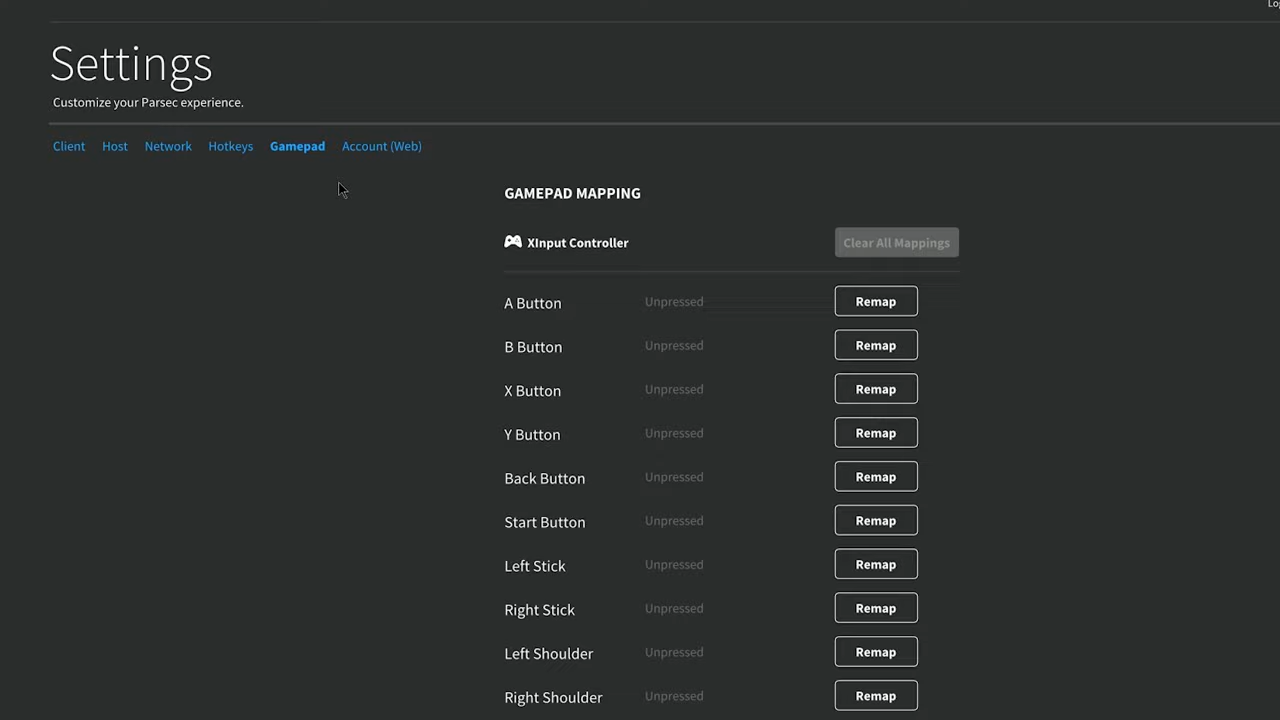 Settings
Customize your Parsec experience.
Client Host Network Hotkeys Gamepad Account (Web)
GAMEPAD MAPPING
XInput Controller Clear All Mappings
A Button Unpressed Remap
B Button Unpressed Remap
X Button Unpressed Remap
Y Button Unpressed Remap
Back Button Unpressed Remap
Start Button Unpressed Remap
Left Stick Unpressed Remap
Right Stick Unpressed Remap
Left Shoulder Unpressed Remap
Right Shoulder Unpressed Remap